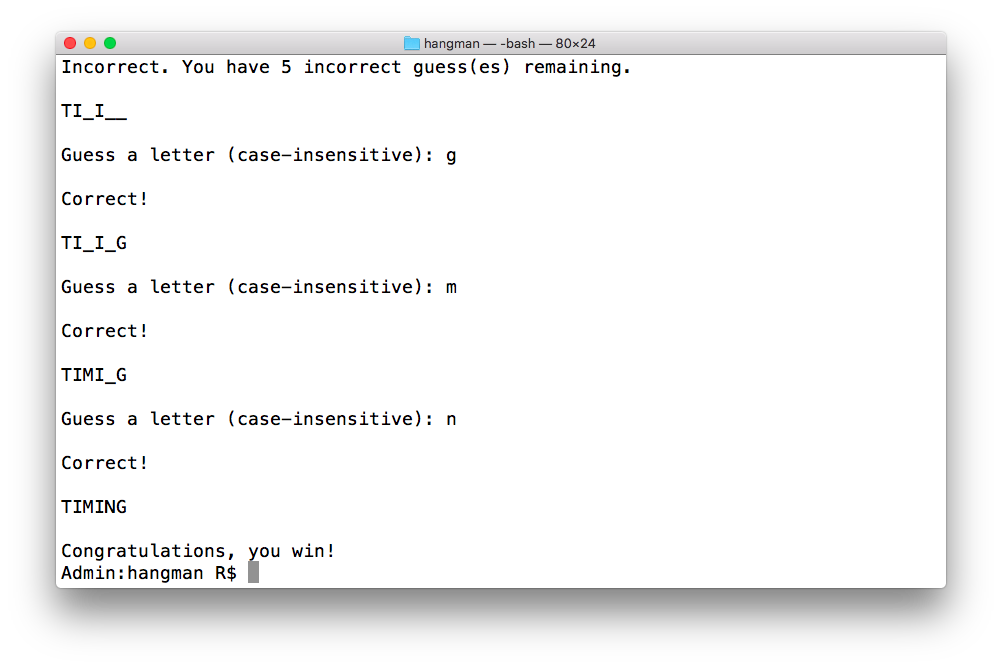 hangman — -bash — 80×24
Incorrect. You have 5 incorrect guess(es) remaining.
TI_I__
Guess a letter (case-insensitive): g
Correct!
TI_I_G
Guess a letter (case-insensitive): m
Correct!
TIMI_G
Guess a letter (case-insensitive): n
Correct!
TIMING
Congratulations, you win!
Admin:hangman R$